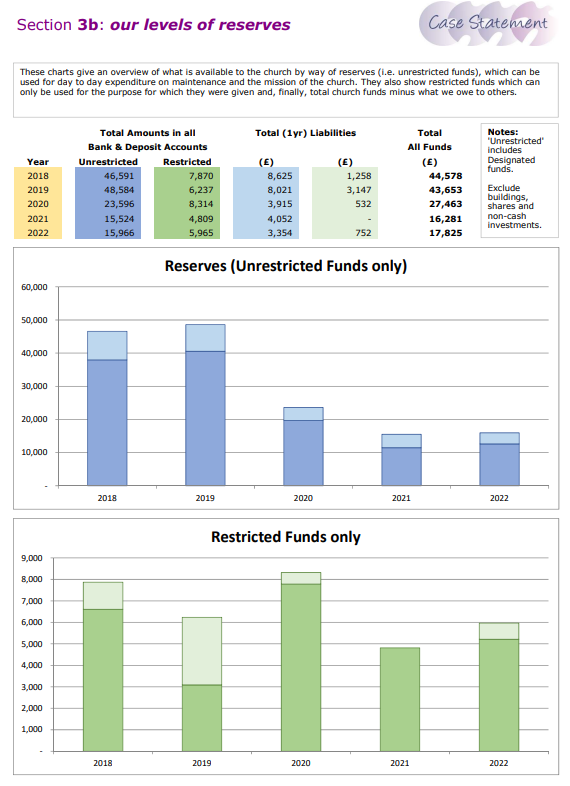 Section 3b: our levels of reserves
Case Statement
These charts give an overview of what is available to the church by way of reserves (i.e. unrestricted funds), which can be
used for day to day expenditure on maintenance and the mission of the church. They also show restricted funds which can
only be used for the purpose for which they were given and, finally, total church funds minus what we owe to others.
Total Amounts in all Total (1yr) Liabilities Total
Bank & Deposit Accounts All Funds
Year Unrestricted Restricted (£) (£) (£)
2018 46,591 7,870 8,625 1,258 44,578
2019 48,584 6,237 8,021 3,147 43,653
2020 23,596 8,314 3,915 532 27,463
2021 15,524 4,809 4,052 - 16,281
2022 15,966 5,965 3,354 752 17,825
Notes:
'Unrestricted'
includes
Designated
funds.
Exclude
buildings,
shares and
non-cash
investments.
Reserves (Unrestricted Funds only)
60,000
50,000
40,000
30,000
20,000
10,000
-
2018 2019 2020 2021 2022
Restricted Funds only
9,000
8,000
7,000
6,000
5,000
4,000
3,000
2,000
1,000
-
2018 2019 2020 2021 2022